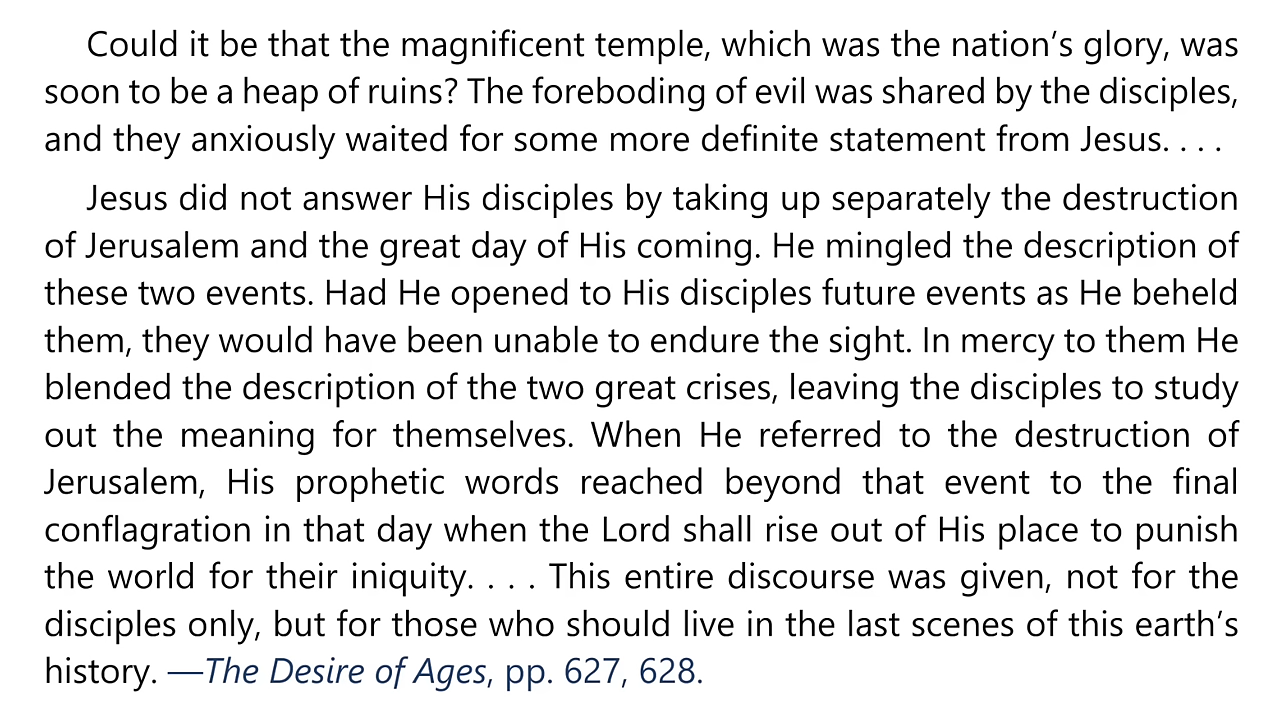 Could it be that the magnificent temple, which was the nation’s glory, was
soon to be a heap of ruins? The foreboding of evil was shared by the disciples,
and they anxiously waited for some more definite statement from Jesus. . . .
Jesus did not answer His disciples by taking up separately the destruction
of Jerusalem and the great day of His coming. He mingled the description of
these two events. Had He opened to His disciples future events as He beheld
them, they would have been unable to endure the sight. In mercy to them He
blended the description of the two great crises, leaving the disciples to study
out the meaning for themselves. When He referred to the destruction of
Jerusalem, His prophetic words reached beyond that event to the final
conflagration in that day when the Lord shall rise out of His place to punish
the world for their iniquity. . . . This entire discourse was given, not for the
disciples only, but for those who should live in the last scenes of this earth’s
history. —The Desire of Ages, pp. 627, 628.